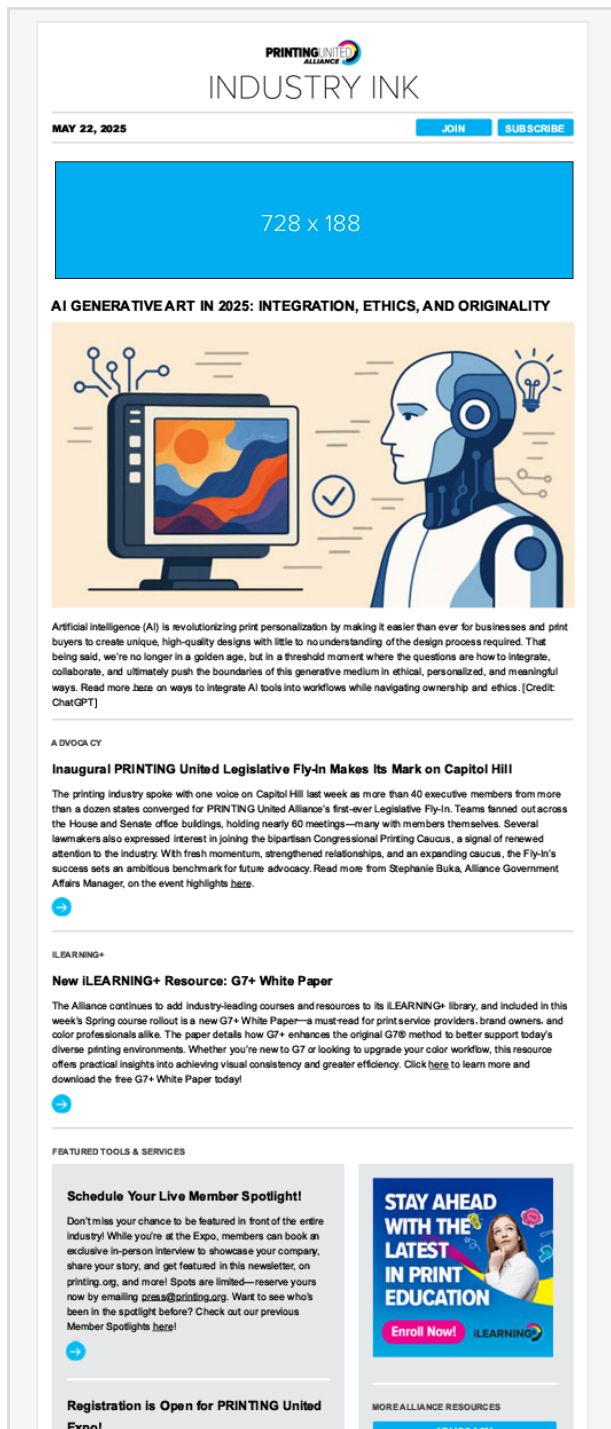 PRINTING UNITED
ALLIANCE
INDUSTRY INK
MAY 22, 2025
JOIN
SUBSCRIBE
728 x 188
AI GENERATIVE ART IN 2025: INTEGRATION, ETHICS, AND ORIGINALITY
Artificial intelligence (AI) is revolutionizing print personalization by making it easier than ever for businesses and print
buyers to create unique, high-quality designs with little to no understanding of the design process required. That
being said, we're no longer in a golden age, but in a threshold moment where the questions are how to integrate,
collaborate, and ultimately push the boundaries of this generative medium in ethical, personalized, and meaningful
ways. Read more here on ways to integrate AI tools into workflows while navigating ownership and ethics. [Credit:
ChatGPT]
ADVOCACY
Inaugural PRINTING United Legislative Fly-In Makes Its Mark on Capitol Hill
The printing industry spoke with one voice on Capitol Hill last week as more than 40 executive members from more
than a dozen states converged for PRINTING United Alliance's first-ever Legislative Fly-In. Teams fanned out across
the House and Senate office buildings, holding nearly 60 meetings—many with members themselves. Several
lawmakers also expressed interest in joining the bipartisan Congressional Printing Caucus, a signal of renewed
attention to the industry. With fresh momentum, strengthened relationships, and an expanding caucus, the Fly-In's
success sets an ambitious benchmark for future advocacy. Read more from Stephanie Buka, Alliance Government
Affairs Manager, on the event highlights here.
iLEARNING+
New iLEARNING+ Resource: G7+ White Paper
The Alliance continues to add industry-leading courses and resources to its iLEARNING+ library, and included in this
week's Spring course rollout is a new G7+ White Paper—a must-read for print service providers, brand owners, and
color professionals alike. The paper details how G7+ enhances the original G7® method to better support today's
diverse printing environments. Whether you're new to G7 or looking to upgrade your color workflow, this resource
offers practical insights into achieving visual consistency and greater efficiency. Click here to learn more and
download the free G7+ White Paper today!
FEATURED TOOLS & SERVICES
Schedule Your Live Member Spotlight!
Don't miss your chance to be featured in front of the entire
industry! While you're at the Expo, members can book an
exclusive in-person interview to showcase your company,
share your story, and get featured in this newsletter, on
printing.org, and more! Spots are limited—reserve yours
now by emailing press@printing.org. Want to see who's
been in the spotlight before? Check out our previous
Member Spotlights here!
Registration is Open for PRINTING United
Expo!
STAY AHEAD
WITH THE
LATEST
IN PRINT
EDUCATION
Enroll Now!
iLEARNING
MORE ALLIANCE RESOURCES